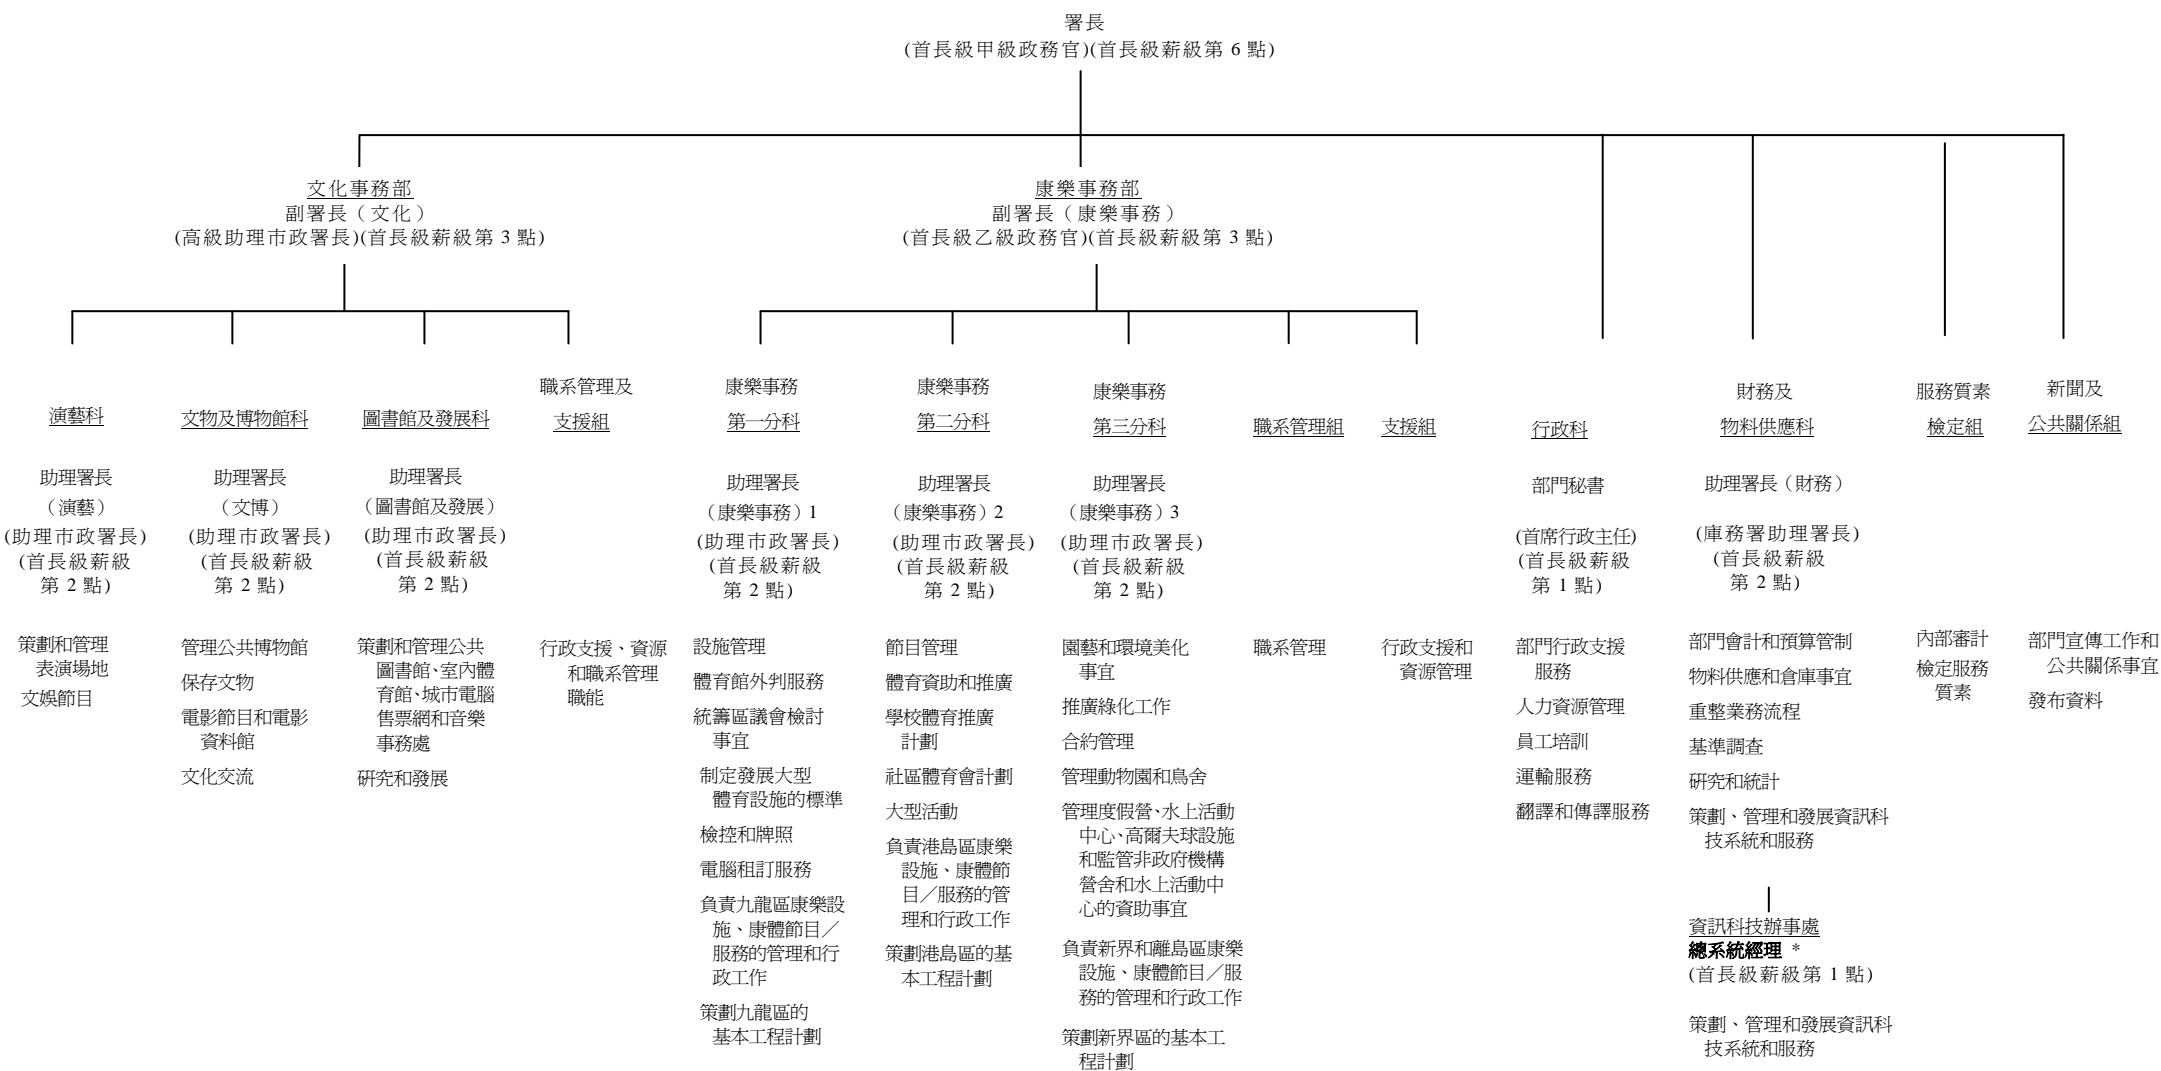 署長
(首長級甲級政務官)(首長級薪級第 6 點)
文化事務部
副署長（文化）
(高級助理市政署長)(首長級薪級第 3 點)
康樂事務部
副署長（康樂事務）
(首長級乙級政務官)(首長級薪級第 3 點)
演藝科
助理署長
（演藝）
(助理市政署長)
(首長級薪級
第 2 點)
策劃和管理
表演場地
文娛節目
文物及博物館科
助理署長
（文博）
(助理市政署長)
(首長級薪級
第 2 點)
管理公共博物館
保存文物
電影節目和電影
資料館
文化交流
圖書館及發展科
助理署長
（圖書館及發展）
(助理市政署長)
(首長級薪級
第 2 點)
策劃和管理公共
圖書館、室內體
育館、城市電腦
售票網和音樂
事務處
研究和發展
職系管理及
支援組
行政支援、資源
和職系管理
職能
康樂事務
第一分科
助理署長
（康樂事務）1
(助理市政署長)
(首長級薪級
第 2 點)
設施管理
體育館外判服務
統籌區議會檢討
事宜
制定發展大型
體育設施的標準
檢控和牌照
電腦租訂服務
負責九龍區康樂設
施、康體節目／
服務的管理和行
政工作
策劃九龍區的
基本工程計劃
康樂事務
第二分科
助理署長
（康樂事務）2
(助理市政署長)
(首長級薪級
第 2 點)
節目管理
體育資助和推廣
學校體育推廣
計劃
社區體育會計劃
大型活動
負責港島區康樂
設施、康體節
目／服務的管
理和行政工作
策劃港島區的基
本工程計劃
康樂事務
第三分科
助理署長
（康樂事務）3
(助理市政署長)
(首長級薪級
第 2 點)
園藝和環境美化
事宜
推廣綠化工作
合約管理
管理動物園和鳥舍
管理度假營、水上活動
中心、高爾夫球設施
和監管非政府機構
營舍和水上活動中
心的資助事宜
負責新界和離島區康樂
設施、康體節目／服
務的管理和行政工作
策劃新界區的基本工
程計劃
職系管理組
職系管理
支援組
行政支援和
資源管理
行政科
部門秘書
(首席行政主任)
(首長級薪級
第 1 點)
部門行政支援
服務
人力資源管理
員工培訓
運輸服務
翻譯和傳譯服務
財務及
物料供應科
助理署長（財務）
(庫務署助理署長)
(首長級薪級
第 2 點)
部門會計和預算管制
物料供應和倉庫事宜
重整業務流程
基準調查
研究和統計
策劃、管理和發展資訊科
技系統和服務
資訊科技辦事處
總系統經理 *
(首長級薪級第 1 點)
策劃、管理和發展資訊科
技系統和服務
服務質素
檢定組
內部審計
檢定服務
質素
新聞及
公共關係組
部門宣傳工作和
公共關係事宜
發布資料